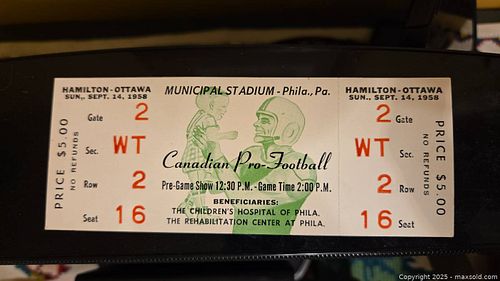 HAMILTON-OTTAWA
SUN., SEPT. 14, 1958
Gate 2
Sec. WT
Row 2
Seat 16
PRICE $5.00
NO REFUNDS
MUNICIPAL STADIUM - Phila., Pa.
Canadian Pro-Football
Pre-Game Show 12:30 P.M. - Game Time 2:00 P.M.
BENEFICIARIES:
THE CHILDREN'S HOSPITAL OF PHILA.
THE REHABILITATION CENTER AT PHILA.
HAMILTON-OTTAWA
SUN., SEPT. 14, 1958
2 Gate
WT Sec.
2 Row
16 Seat
NO REFUNDS
PRICE $5.00
Copyright © 2025 - maxsold.com